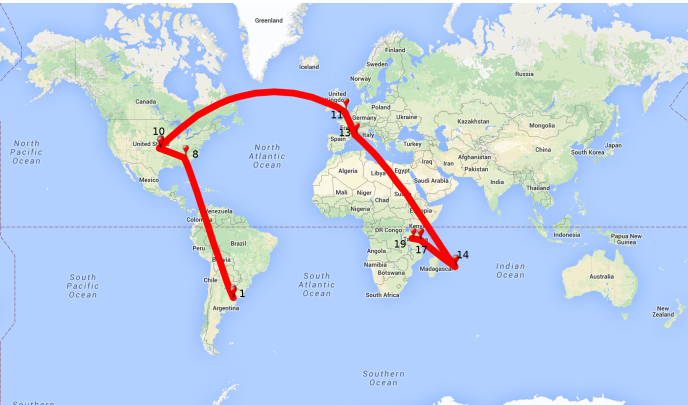 Greenland
Iceland
Finland
Sweden
Norway
Russia
Canada
United
Kingdom
Poland
Germany
Ukraine
Kazakhstan
Mongolia
North
Pacific
Ocean
10
United St
8
11
13
Italy
Spain
North
Atlantic
Ocean
Turkey
Afghanistan
Pakistan
Iraq
Iran
China
South Korea
Japan
Mexico
Algeria
Libya
Egypt
Saudi Arabia
India
Thailand
Mali
Niger
Chad
Nigeria
Ethiopia
Venezuela
Colom
Kenya
DR Congo
Indonesia
Papua New
Guinea
Peru
Brazil
Bolivia
19
17
14
Angola
Namibia
Botswana
Madagascar
South
Pacific
Ocean
Chile
1
Argentina
South
Atlantic
Ocean
South Africa
Indian
Ocean
Australia
New
Zealand
Southern
Ocean
Southern